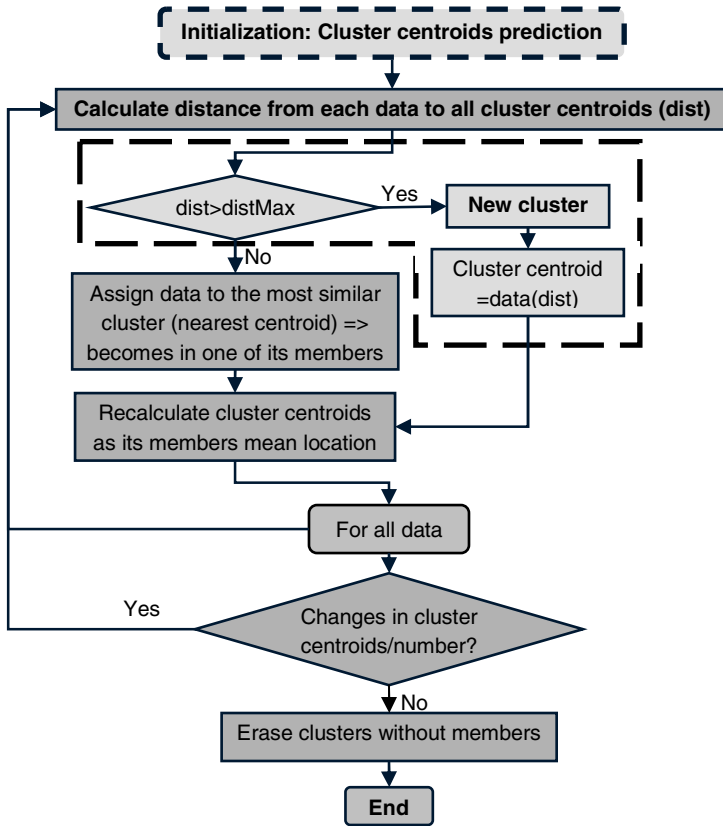 Initialization: Cluster centroids prediction
Calculate distance from each data to all cluster centroids (dist)
dist>distMax
Yes
New cluster
No
Cluster centroid
=data(dist)
Assign data to the most similar
cluster (nearest centroid) =>
becomes in one of its members
Recalculate cluster centroids
as its members mean location
For all data
Yes
Changes in cluster
centroids/number?
No
Erase clusters without members
End